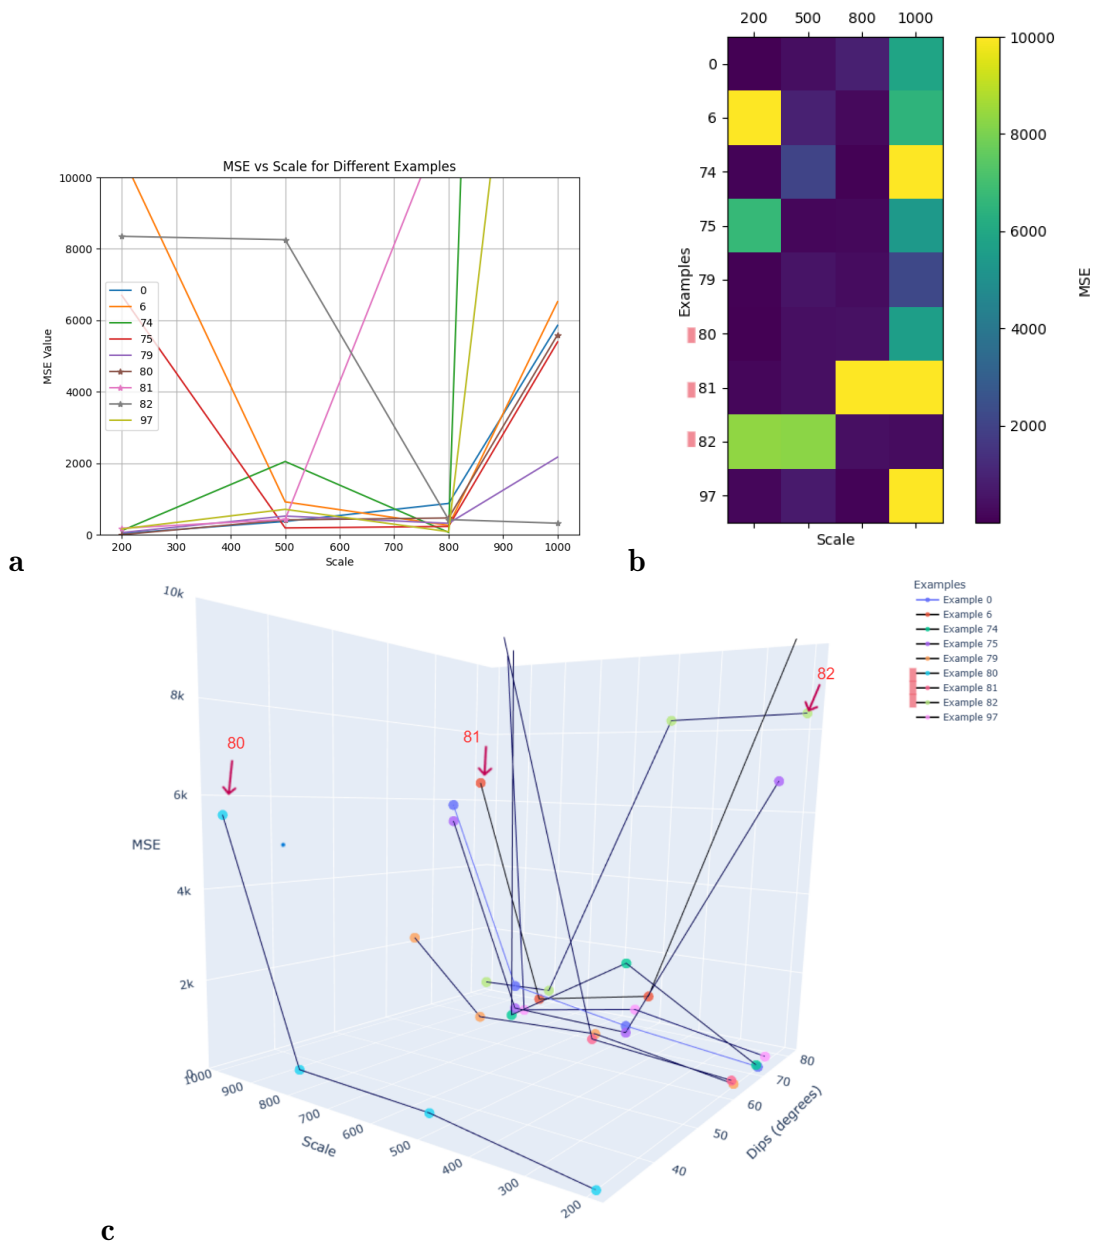 MSE vs Scale for Different Examples
10000
8000
6000
4000
2000
0
MSE Value
0
6
74
75
79
80
81
82
97
200 300 400 500 600 700 800 900 1000
Scale
a
200 500 800 1000
0
6
74
75
79
80
81
82
97
Examples
Scale
10000
8000
6000
4000
2000
MSE
b
Examples
Example 0
Example 6
Example 74
Example 75
Example 79
Example 80
Example 81
Example 82
Example 97
10k
8k
6k
4k
2k
0
MSE
80
81
82
1000
900
800
700
600
500
400
300
200
Scale
80
70
60
50
40
Dips (degrees)
c